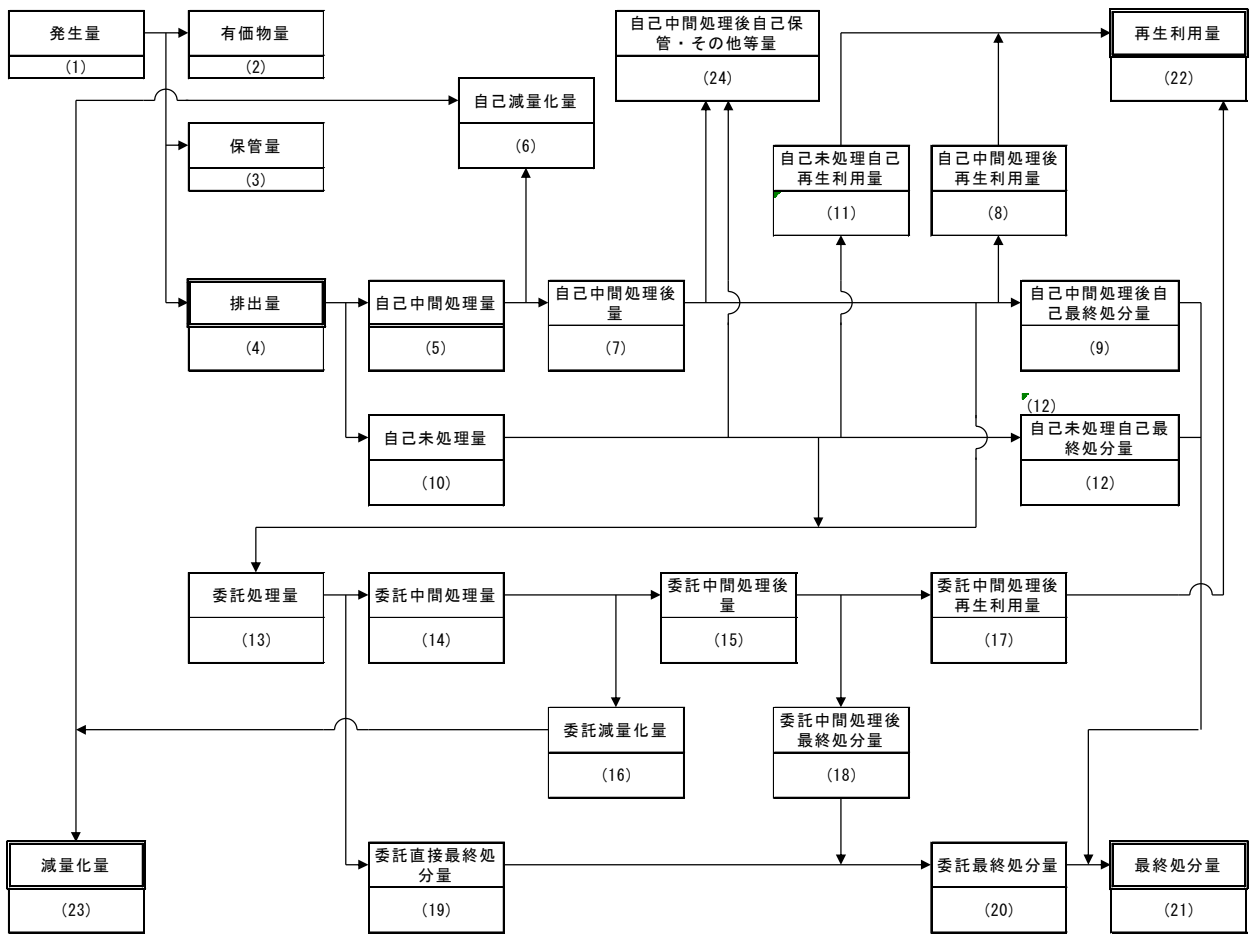 発生量
(1)
有価物量
(2)
自己中間処理後自己保
管・その他等量
(24)
再生利用量
(22)
自己減量化量
(6)
保管量
(3)
自己未処理自己
再生利用量
(11)
自己中間処理後
再生利用量
(8)
排出量
(4)
自己中間処理量
(5)
自己中間処理後
量
(7)
自己中間処理後自
己最終処分量
(9)
自己未処理量
(10)
(12)
自己未処理自己最
終処分量
(12)
委託処理量
(13)
委託中間処理量
(14)
委託中間処理後
量
(15)
委託中間処理後
再生利用量
(17)
委託減量化量
(16)
委託中間処理後
最終処分量
(18)
減量化量
(23)
委託直接最終処
分量
(19)
委託最終処分量
(20)
最終処分量
(21)